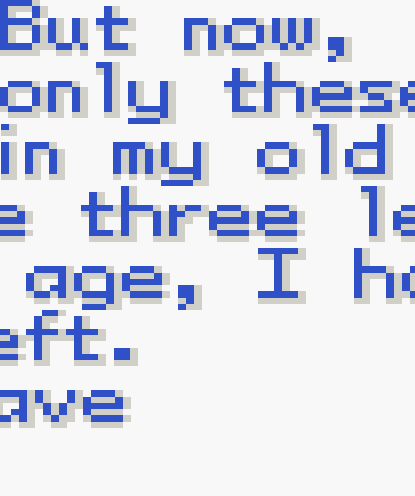 But now,
only these
in my old
e three le
age, I ha
eft.
ave